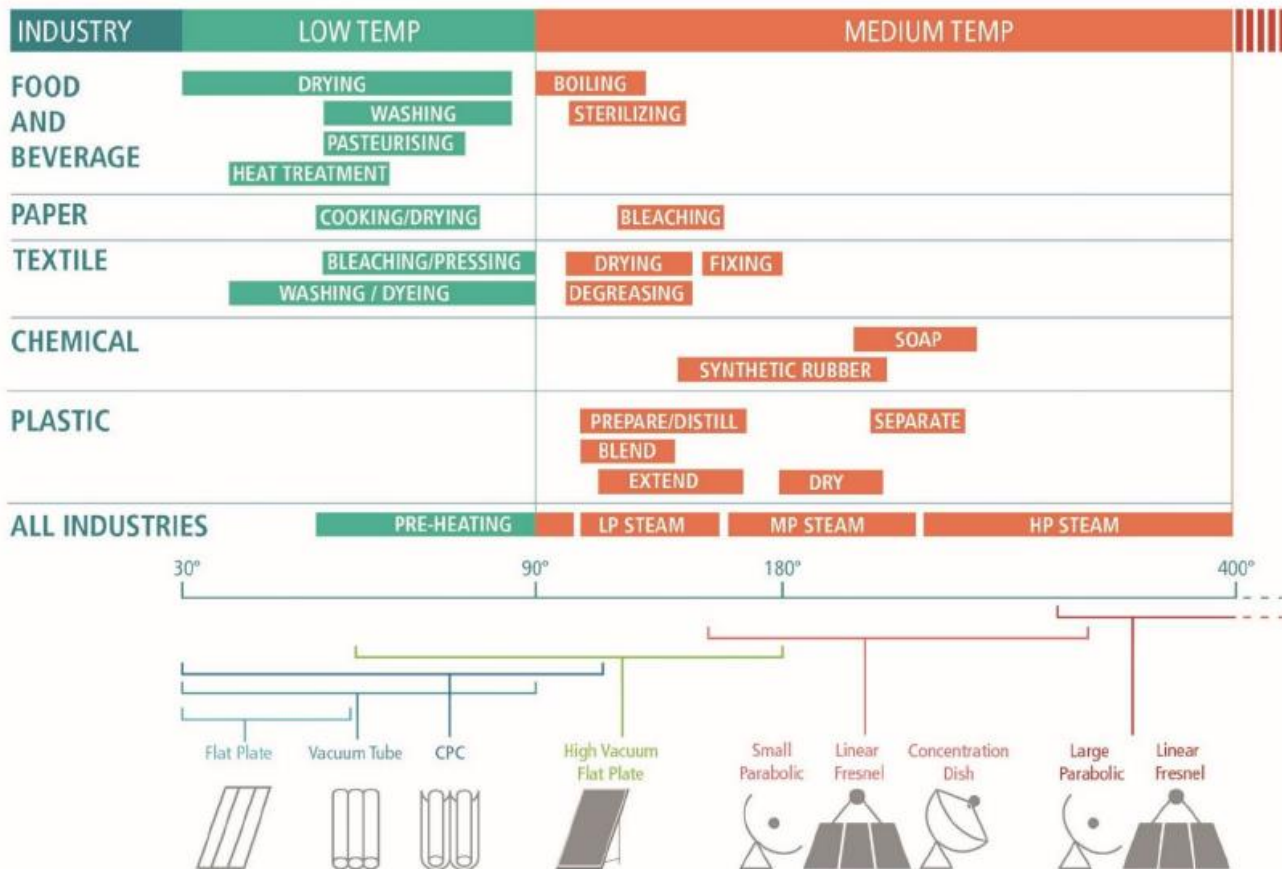 INDUSTRY LOW TEMP MEDIUM TEMP
FOOD
AND
BEVERAGE
DRYING BOILING
WASHING STERILIZING
PASTEURISING
HEAT TREATMENT
PAPER COOKING/DRYING BLEACHING
TEXTILE BLEACHING/PRESSING DRYING FIXING
WASHING / DYEING DEGREASING
CHEMICAL SOAP
SYNTHETIC RUBBER
PLASTIC PREPARE/DISTILL SEPARATE
BLEND
EXTEND DRY
ALL INDUSTRIES PRE-HEATING LP STEAM MP STEAM HP STEAM
30° 90° 180° 400°
Flat Plate
Vacuum Tube
CPC
High Vacuum
Flat Plate
Small
Parabolic
Linear
Fresnel
Concentration
Dish
Large
Parabolic
Linear
Fresnel